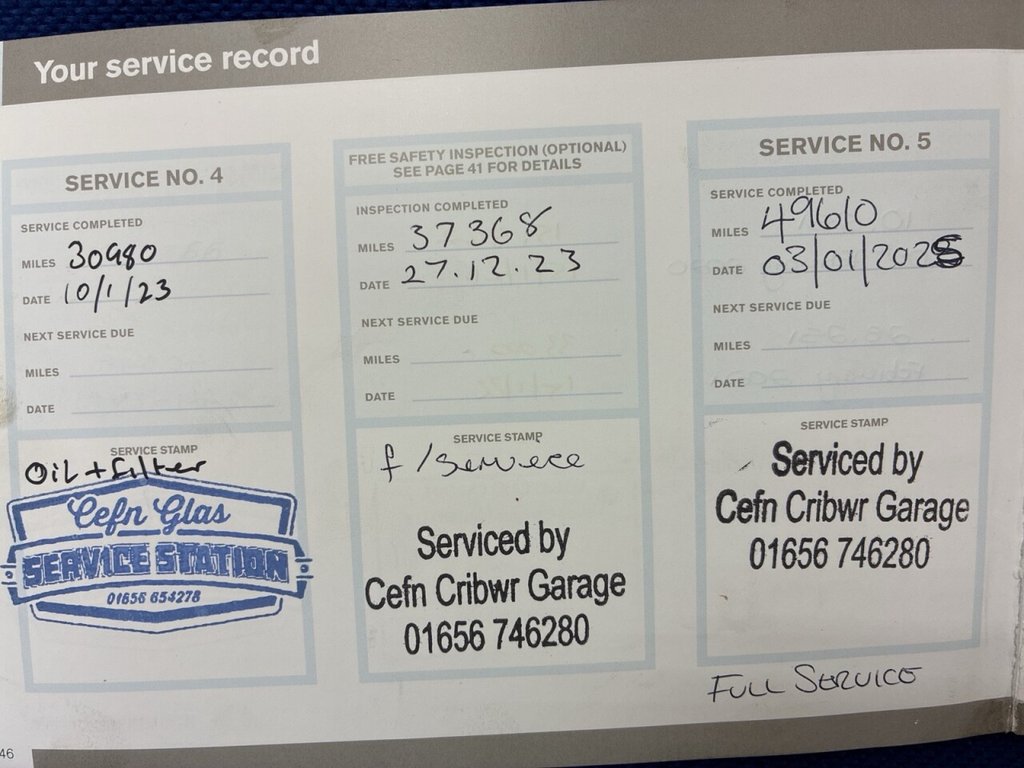 Your service record
SERVICE NO. 4
SERVICE COMPLETED
MILES 30980
DATE 10/1/23
NEXT SERVICE DUE
MILES
DATE
SERVICE STAMP
Oil + filter
Cefn Glas
SERVICE STATION
01656 654278
FREE SAFETY INSPECTION (OPTIONAL)
SEE PAGE 41 FOR DETAILS
INSPECTION COMPLETED
MILES 37368
DATE 27.12.23
NEXT SERVICE DUE
MILES
DATE
SERVICE STAMP
f/Service
Serviced by
Cefn Cribwr Garage
01656 746280
SERVICE NO. 5
SERVICE COMPLETED
MILES 49610
DATE 03/01/2025
NEXT SERVICE DUE
MILES
DATE
SERVICE STAMP
Serviced by
Cefn Cribwr Garage
01656 746280
FULL SERVICE
46